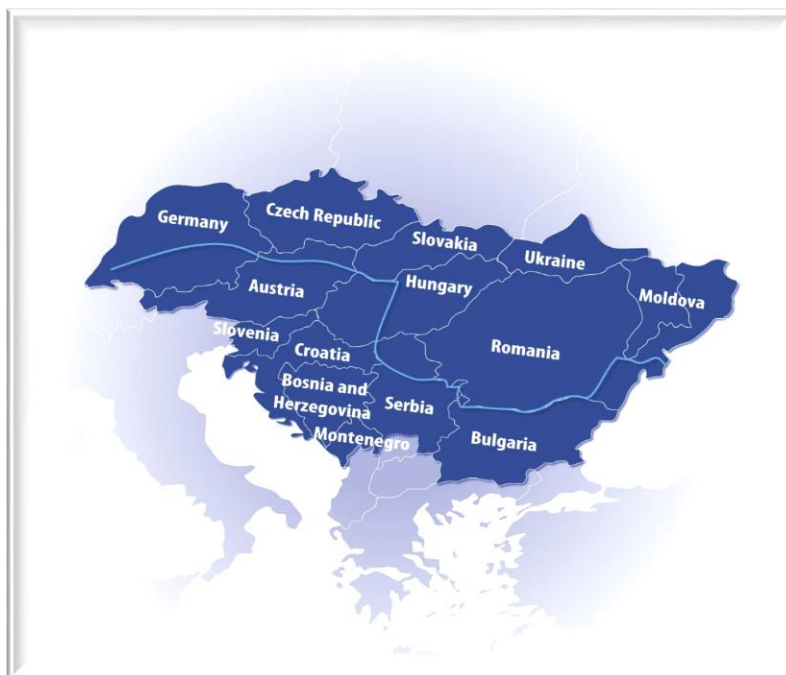 Germany
Czech Republic
Slovakia
Ukraine
Austria
Hungary
Moldova
Slovenia
Croatia
Romania
Bosnia and
Herzegovina
Serbia
Montenegro
Bulgaria